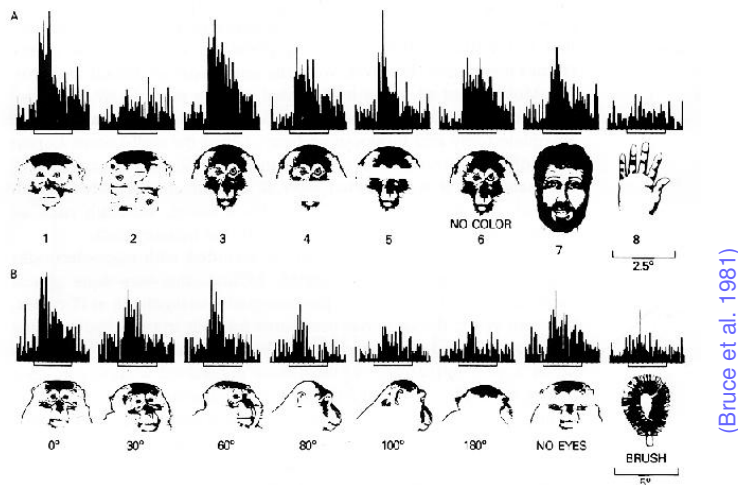 A
NO COLOR
1 2 3 4 5 6 7 8
2.5°
B
0° 30° 60° 80° 100° 180° NO EYES BRUSH
5°
(Bruce et al. 1981)